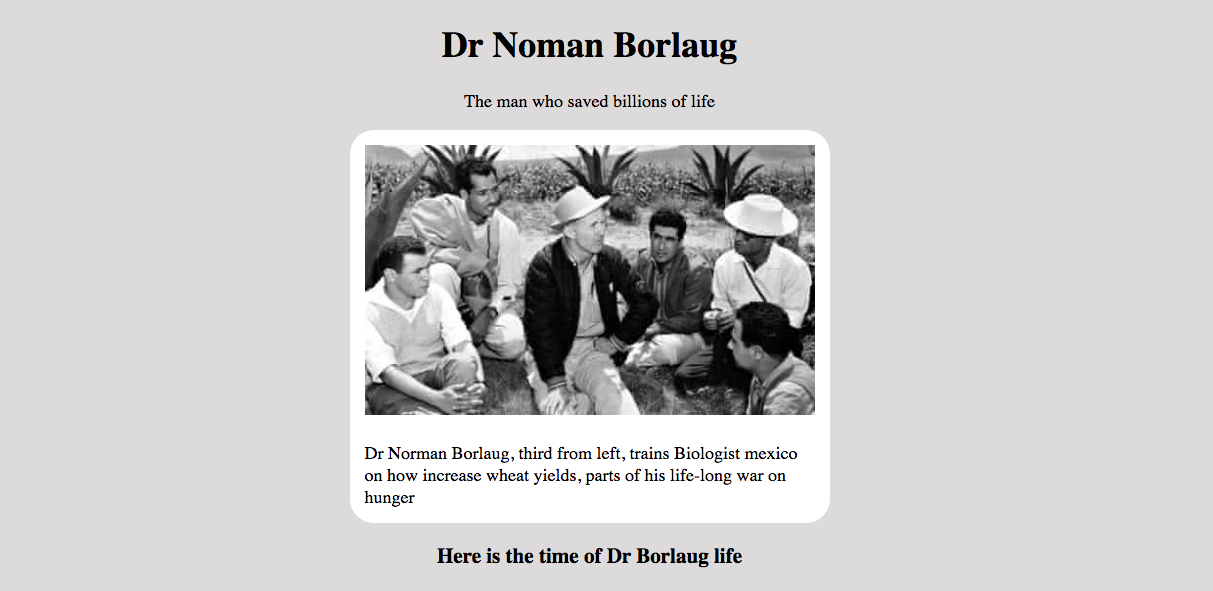 Dr Noman Borlaug
The man who saved billions of life
Dr Norman Borlaug, third from left, trains Biologist mexico
on how increase wheat yields, parts of his life-long war on
hunger
Here is the time of Dr Borlaug life